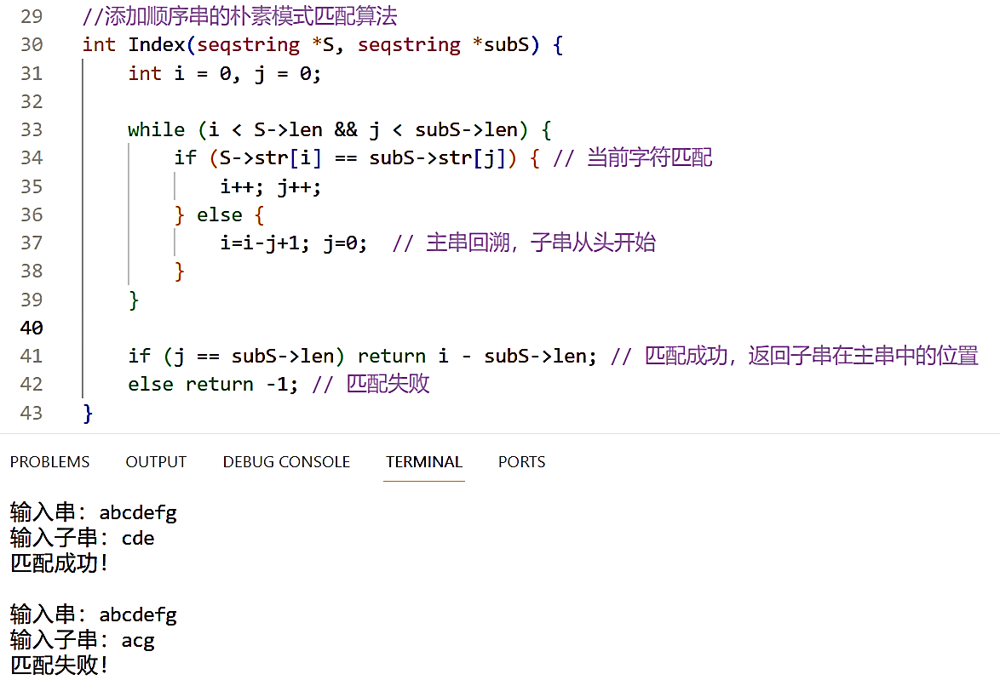 29 //添加顺序串的朴素模式匹配算法
30 int Index(seqstring *S, seqstring *subS) {
31     int i = 0, j = 0;
32
33     while (i < S->len && j < subS->len) {
34         if (S->str[i] == subS->str[j]) { // 当前字符匹配
35             i++; j++;
36         } else {
37             i=i-j+1; j=0;  // 主串回溯，子串从头开始
38         }
39     }
40
41     if (j == subS->len) return i - subS->len; // 匹配成功，返回子串在主串中的位置
42     else return -1; // 匹配失败
43 }
PROBLEMS OUTPUT DEBUG CONSOLE TERMINAL PORTS
输入串：abcdefg
输入子串：cde
匹配成功！
输入串：abcdefg
输入子串：acg
匹配失败！